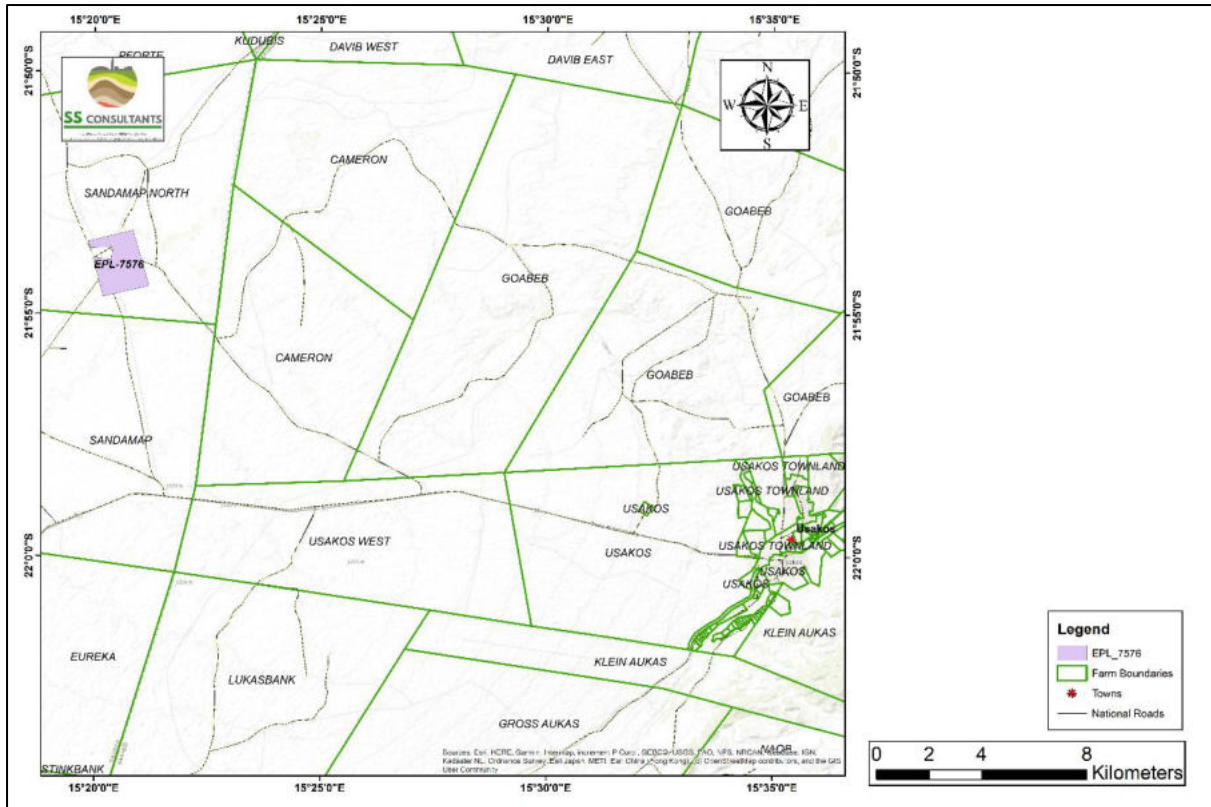 15°20'0"E 15°25'0"E 15°30'0"E 15°35'0"E
KUDUBIS
DAVIB WEST
DAVIB EAST
21°50'0"S 21°50'0"S
SS CONSULTANTS
N
W E
S
CAMERON
SANDAMAP NORTH
GOABEB
EPL-7576
GOABEB
21°55'0"S 21°55'0"S
CAMERON
GOABEB
GOABEB
SANDAMAP
USAKOS TOWNLAND
USAKOS TOWNLAND
USAKOS
Usakos
USAKOS WEST
USAKOS
USAKOS TOWNLAND
22°0'0"S 22°0'0"S
USAKOS
USAKOS
KLEIN AUKAS
EUREKA
KLEIN AUKAS
LUKASBANK
GROSS AUKAS
NAOB
STINKBANK
User Community
15°20'0"E 15°25'0"E 15°30'0"E 15°35'0"E
Legend
EPL_7576
Farm Boundaries
Towns
National Roads
0 2 4 8
Kilometers